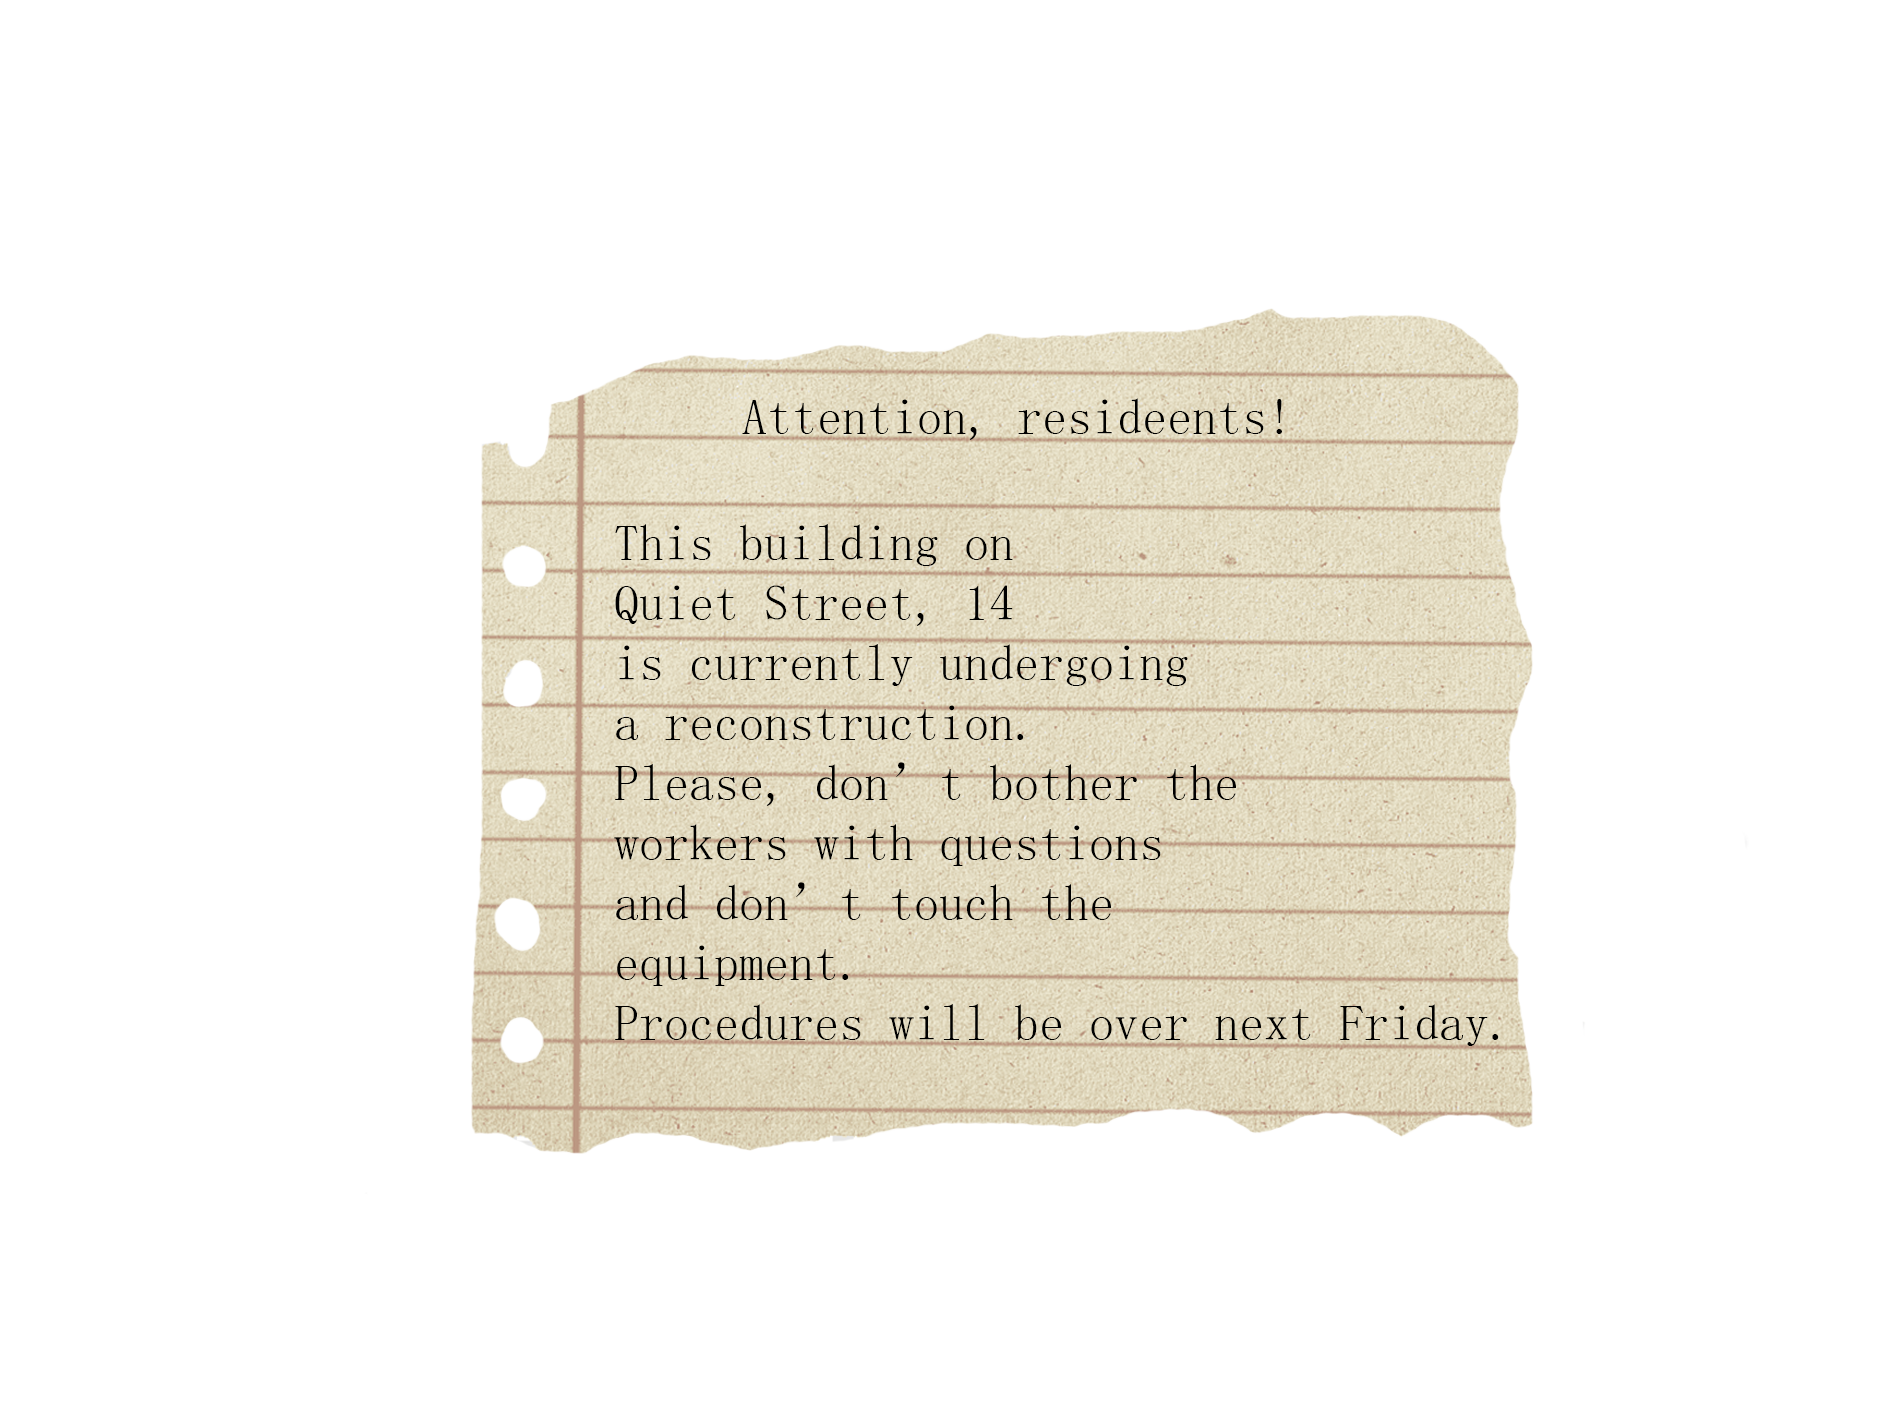 Attention, resideents!
This building on
Quiet Street, 14
is currently undergoing
a reconstruction.
Please, don’t bother the
workers with questions
and don’t touch the
equipment.
Procedures will be over next Friday.